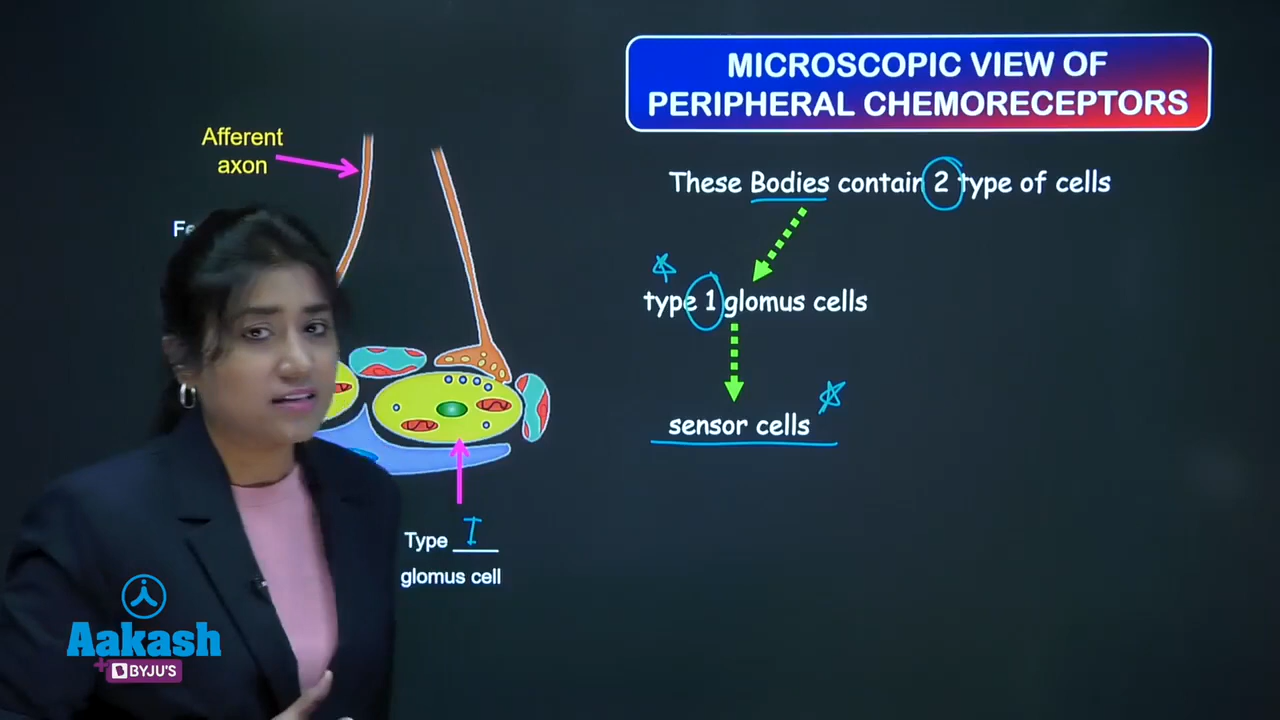 MICROSCOPIC VIEW OF
PERIPHERAL CHEMORECEPTORS
Afferent
axon
These Bodies contain 2 type of cells
type 1 glomus cells
sensor cells
Type I
glomus cell
Aakash
BYJU'S